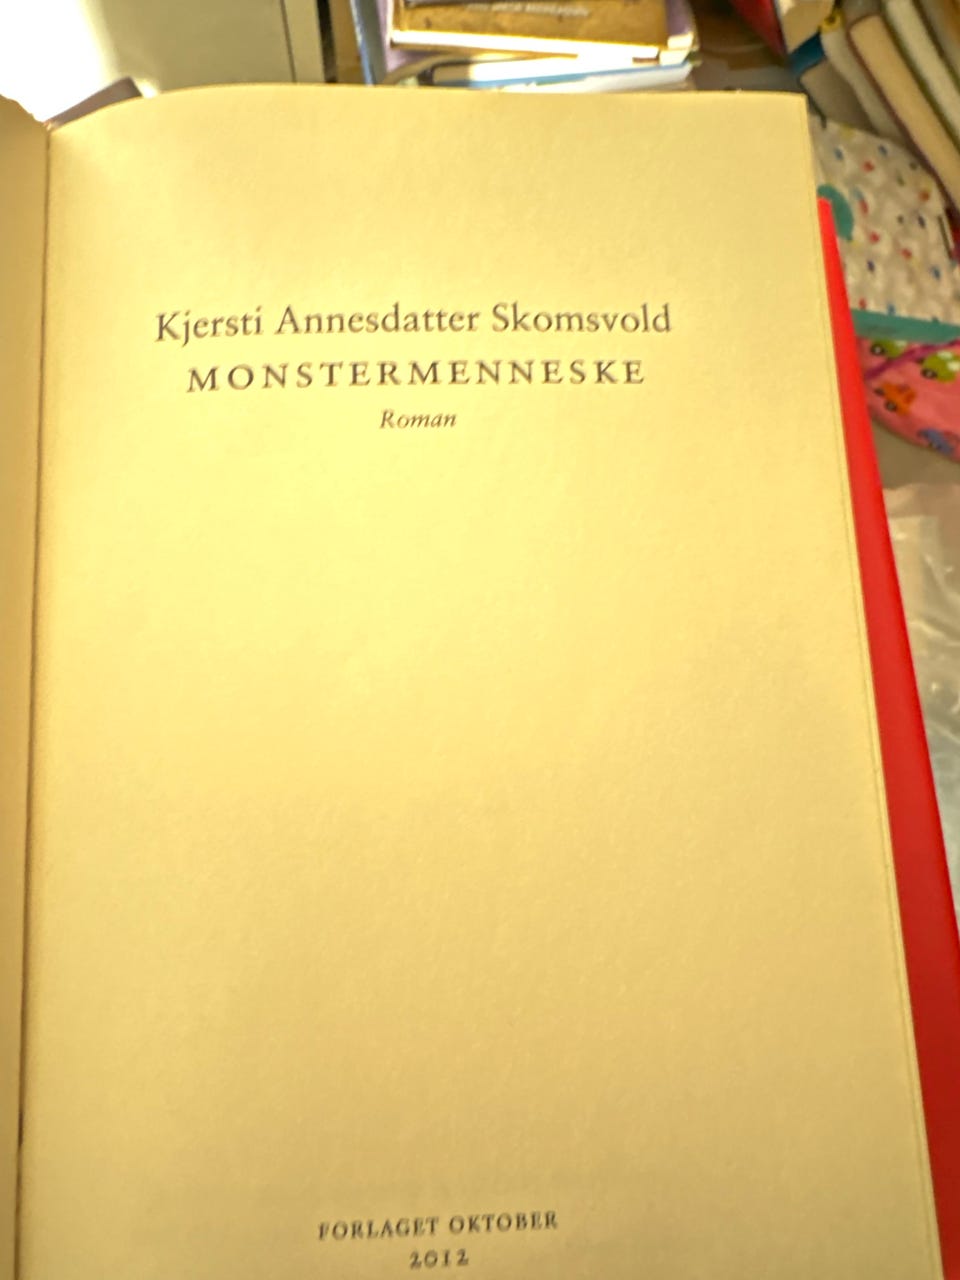 Kjersti Annesdatter Skomsvold
MONSTERMENNESKE
Roman
FORLAGET OKTOBER
2012